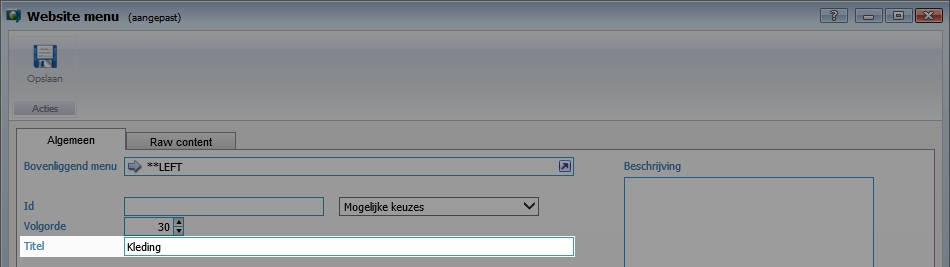 Website menu (aangepast)
?
Opslaan
Acties
Algemeen Raw content
Bovenliggend menu **LEFT Beschrijving
Id Mogelijke keuzes
Volgorde 30
Titel Kleding